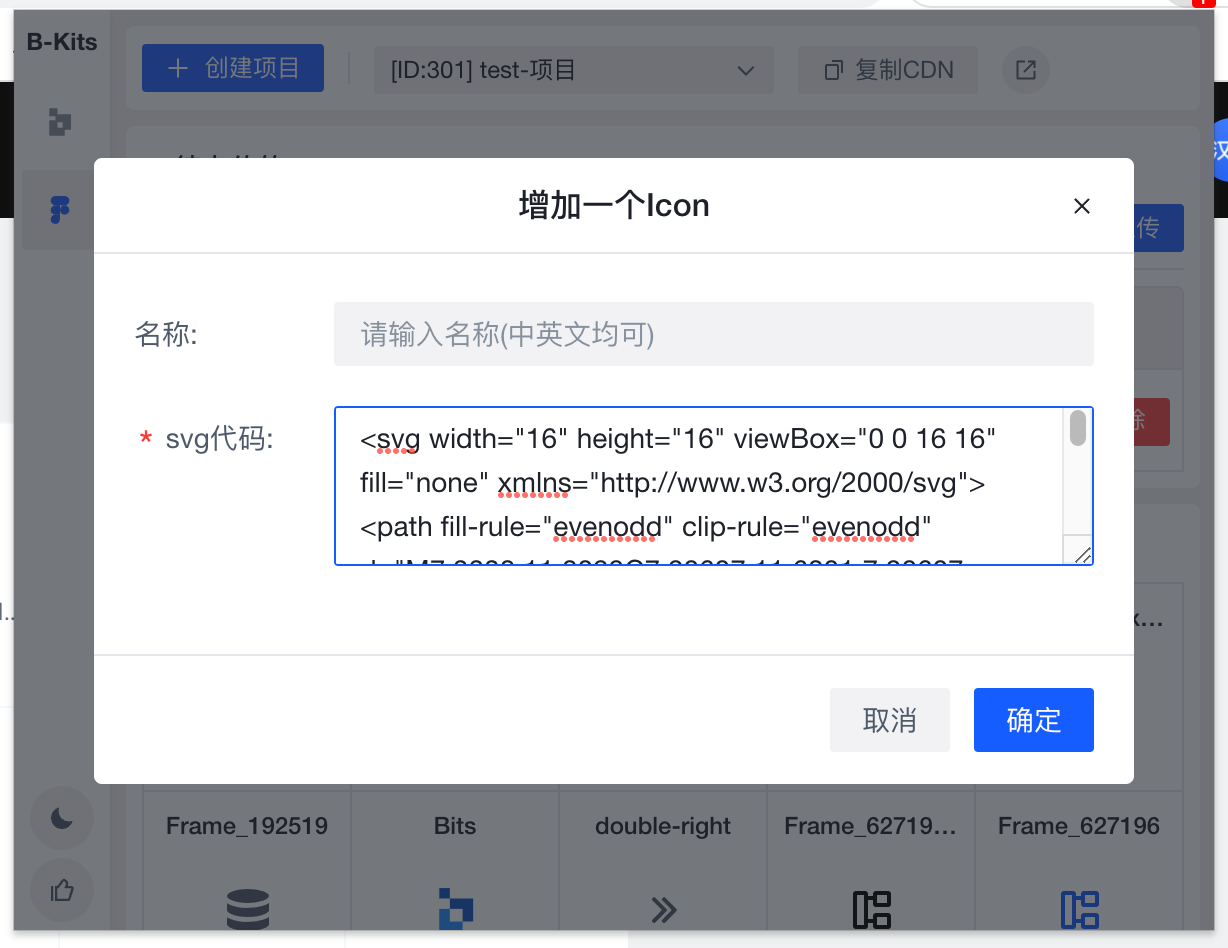 B-Kits
创建项目
[ID:301] test-项目
复制CDN
增加一个Icon
传
名称:
请输入名称(中英文均可)
* svg代码:
<svg width="16" height="16" viewBox="0 0 16 16"
fill="none" xmlns="http://www.w3.org/2000/svg">
<path fill-rule="evenodd" clip-rule="evenodd"
取消
确定
Frame_192519
Bits
double-right
Frame_62719...
Frame_627196